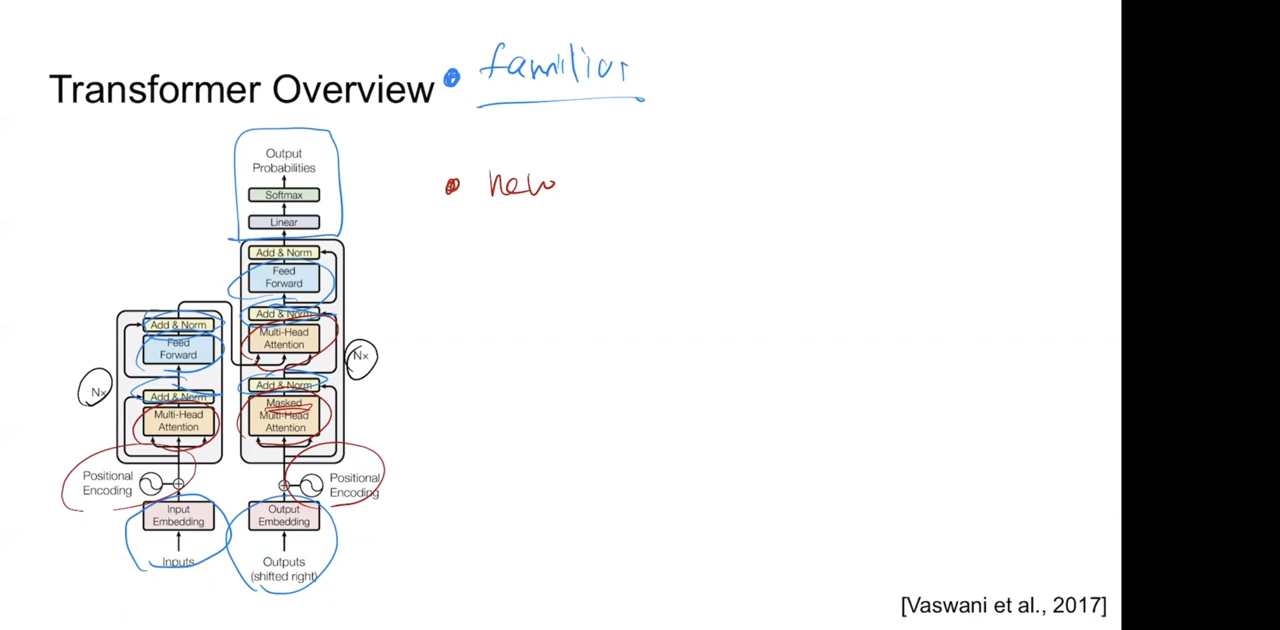 familiar
Transformer Overview
new
Output
Probabilities
Softmax
Linear
Add & Norm
Feed
Forward
Add & Norm
Multi-Head
Attention
Nx
Add & Norm
Masked
Multi-Head
Attention
Add & Norm
Feed
Forward
Nx
Add & Norm
Multi-Head
Attention
Positional
Encoding
Positional
Encoding
Input
Embedding
Output
Embedding
Inputs
Outputs
(shifted right)
[Vaswani et al., 2017]